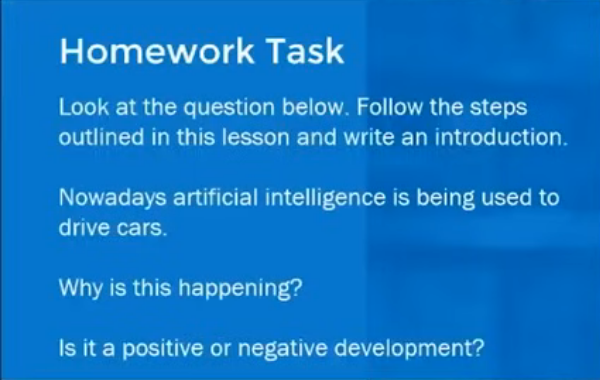 Homework Task
Look at the question below. Follow the steps
outlined in this lesson and write an introduction.
Nowadays artificial intelligence is being used to
drive cars.
Why is this happening?
Is it a positive or negative development?